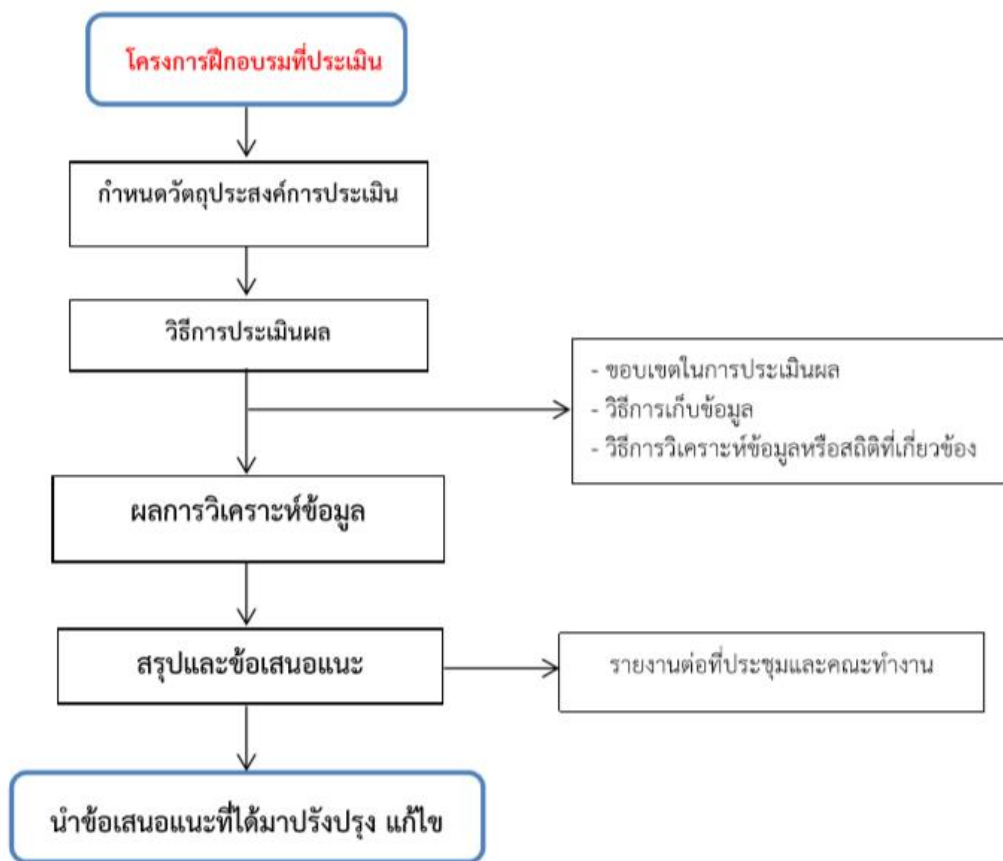 โครงการฝึกอบรมที่ประเมิน
กำหนดวัตถุประสงค์การประเมิน
วิธีการประเมินผล
- ขอบเขตในการประเมินผล
- วิธีการเก็บข้อมูล
- วิธีการวิเคราะห์ข้อมูลหรือสถิติที่เกี่ยวข้อง
ผลการวิเคราะห์ข้อมูล
สรุปและข้อเสนอแนะ
รายงานต่อที่ประชุมและคณะทำงาน
นำข้อเสนอแนะที่ได้มาปรังปรุง แก้ไข